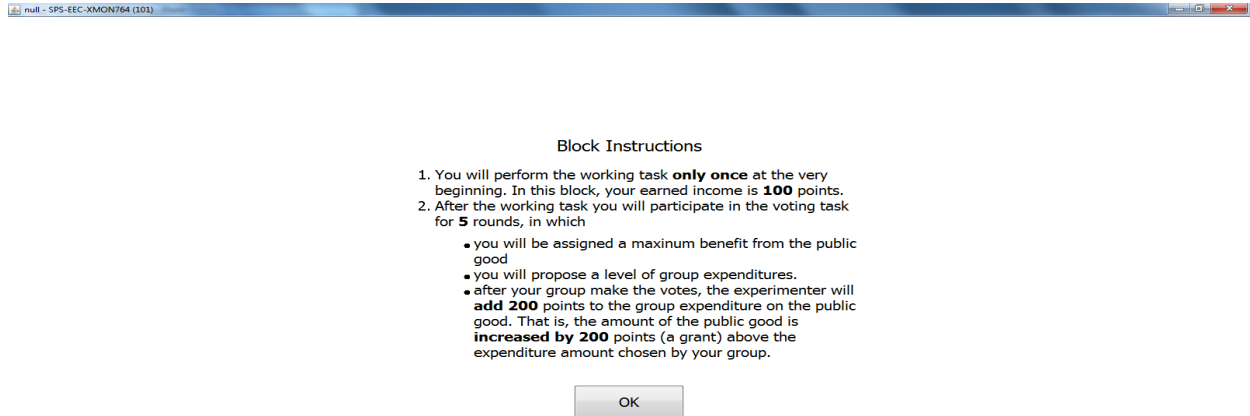 null - SPS-EEC-XMON764 (101)
Block Instructions
1. You will perform the working task only once at the very
beginning. In this block, your earned income is 100 points.
2. After the working task you will participate in the voting task
for 5 rounds, in which
• you will be assigned a maxinum benefit from the public
good
• you will propose a level of group expenditures.
• after your group make the votes, the experimenter will
add 200 points to the group expenditure on the public
good. That is, the amount of the public good is
increased by 200 points (a grant) above the
expenditure amount chosen by your group.
OK